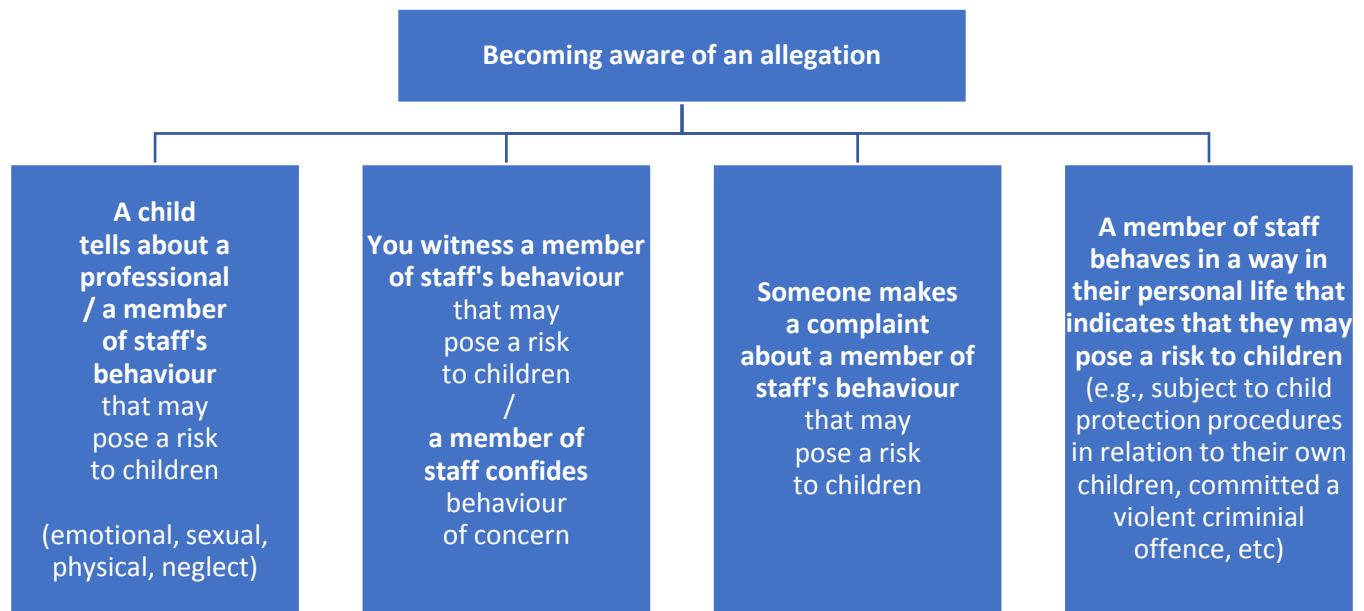 Becoming aware of an allegation
A child
tells about a
professional
/ a member
of staff's
behaviour
that may
pose a risk
to children
(emotional, sexual,
physical, neglect)
You witness a member
of staff's behaviour
that may
pose a risk
to children
/
a member of
staff confides
behaviour
of concern
Someone makes
a complaint
about a member of
staff's behaviour
that may
pose a risk
to children
A member of staff
behaves in a way in
their personal life that
indicates that they may
pose a risk to children
(e.g., subject to child
protection procedures
in relation to their own
children, committed a
violent criminial
offence, etc)